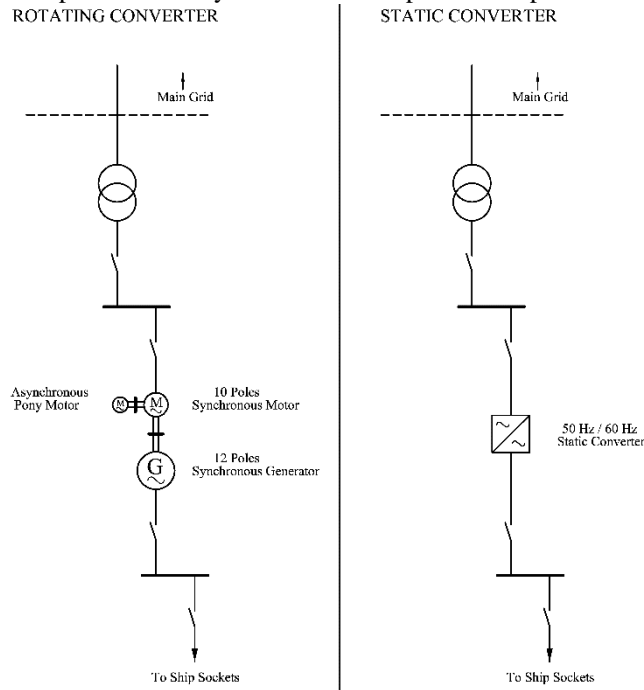 ROTATING CONVERTER
Main Grid
Asynchronous
Pony Motor
M
M
10 Poles
Synchronous Motor
G
12 Poles
Synchronous Generator
To Ship Sockets
STATIC CONVERTER
Main Grid
50 Hz / 60 Hz
Static Converter
To Ship Sockets